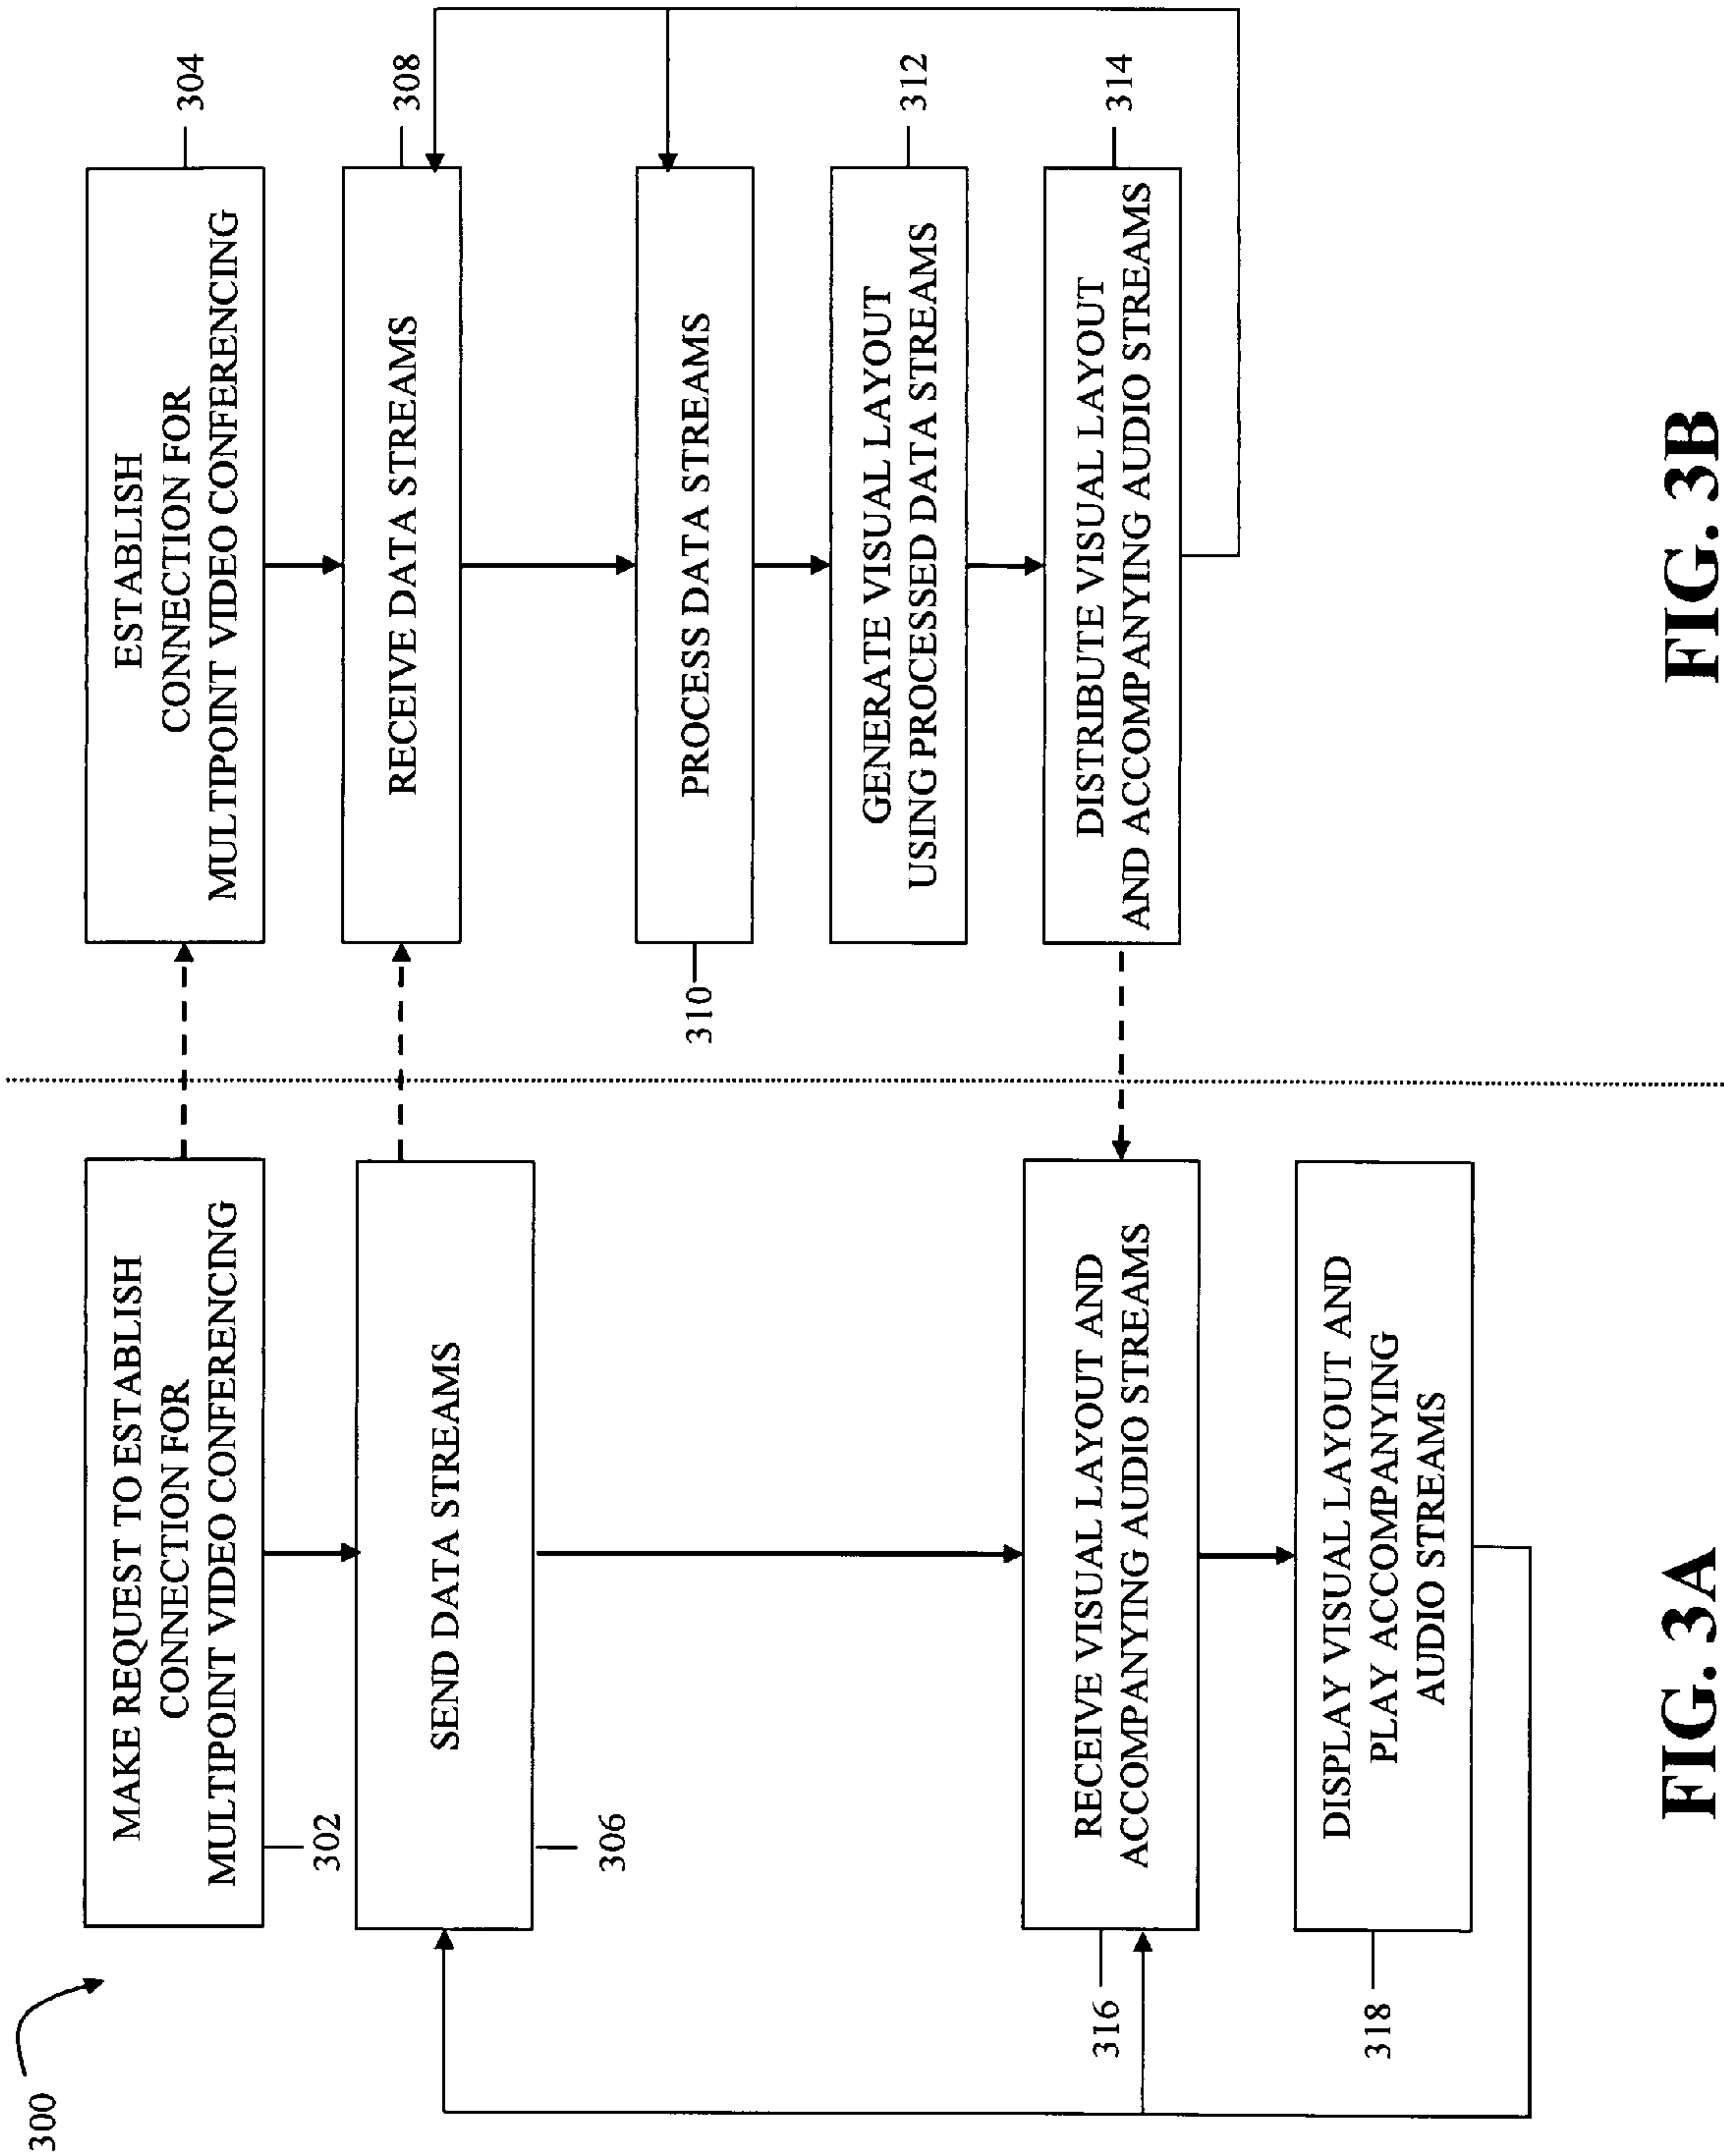 300
MAKE REQUEST TO ESTABLISH
CONNECTION FOR
MULTIPOINT VIDEO CONFERENCING
302
SEND DATA STREAMS
306
RECEIVE VISUAL LAYOUT AND
ACCOMPANYING AUDIO STREAMS
316
DISPLAY VISUAL LAYOUT AND
PLAY ACCOMPANYING
AUDIO STREAMS
318
FIG. 3A
ESTABLISH
CONNECTION FOR
MULTIPOINT VIDEO CONFERENCING
304
RECEIVE DATA STREAMS
308
PROCESS DATA STREAMS
310
GENERATE VISUAL LAYOUT
USING PROCESSED DATA STREAMS
312
DISTRIBUTE VISUAL LAYOUT
AND ACCOMPANYING AUDIO STREAMS
314
FIG. 3B